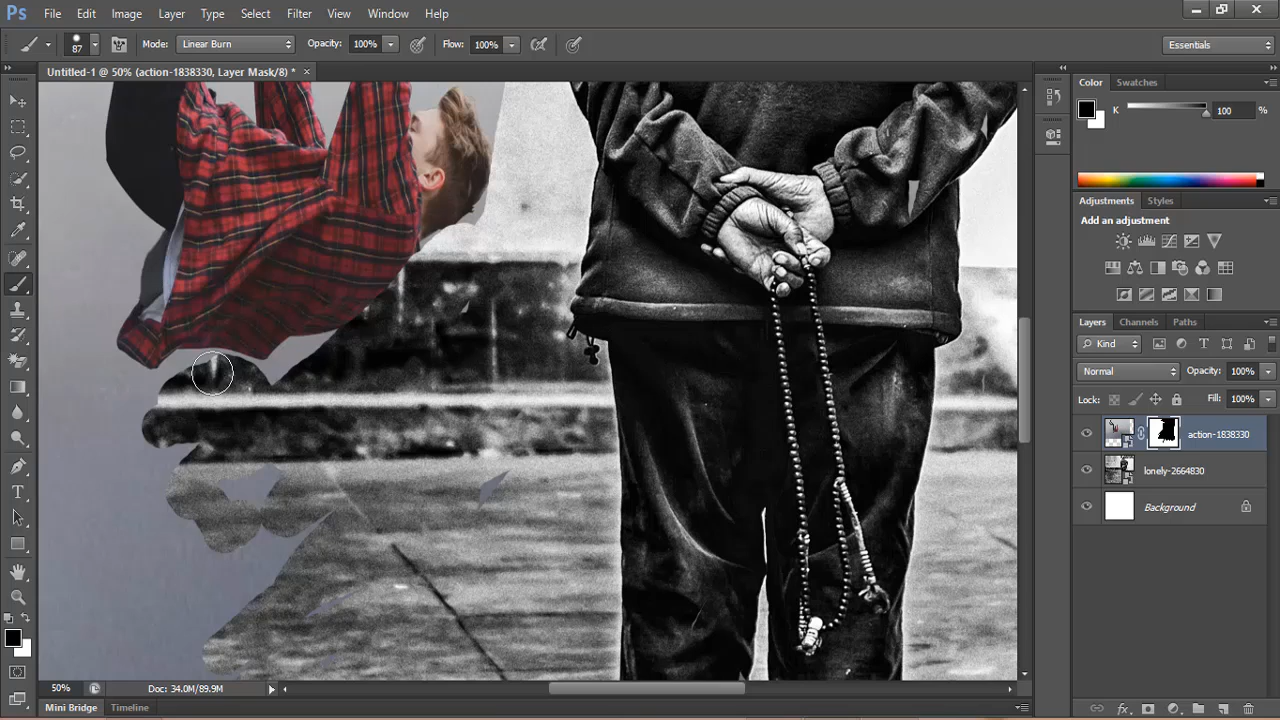 Ps File Edit Image Layer Type Select Filter View Window Help
87 Mode: Linear Burn Opacity: 100% Flow: 100% Essentials
Untitled-1 @ 50% (action-1838330, Layer Mask/8) * ×
Color Swatches
K 100 %
Adjustments Styles
Add an adjustment
Layers Channels Paths
Kind T
Normal Opacity: 100%
Lock: Fill: 100%
action-1838330
lonely-2664830
Background
T
50% Doc: 34.0M/89.9M
Mini Bridge Timeline
fx